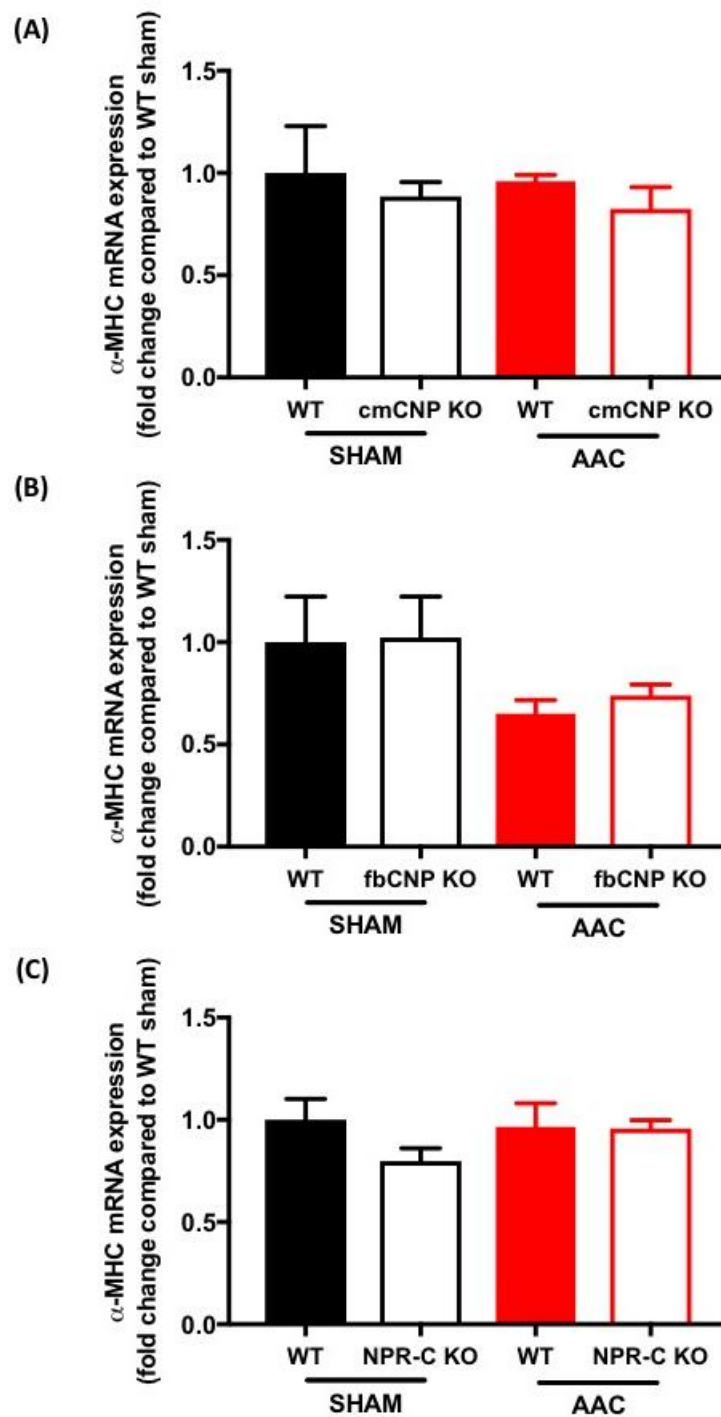 (A)
α-MHC mRNA expression
(fold change compared to WT sham)
1.5
1.0
0.5
0.0
WT cmCNP KO WT cmCNP KO
SHAM AAC
(B)
α-MHC mRNA expression
(fold change compared to WT sham)
1.5
1.0
0.5
0.0
WT fbCNP KO WT fbCNP KO
SHAM AAC
(C)
α-MHC mRNA expression
(fold change compared to WT sham)
1.5
1.0
0.5
0.0
WT NPR-C KO WT NPR-C KO
SHAM AAC